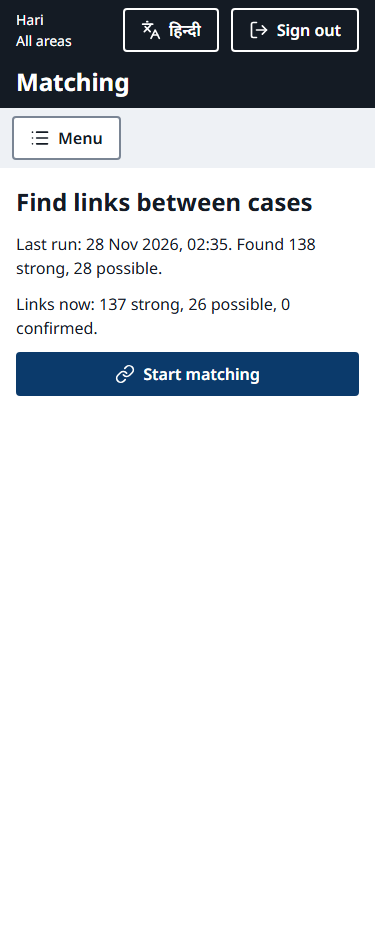 Hari
All areas
हिन्दी
Sign out
Matching
Menu
Find links between cases
Last run: 28 Nov 2026, 02:35. Found 138
strong, 28 possible.
Links now: 137 strong, 26 possible, 0
confirmed.
Start matching